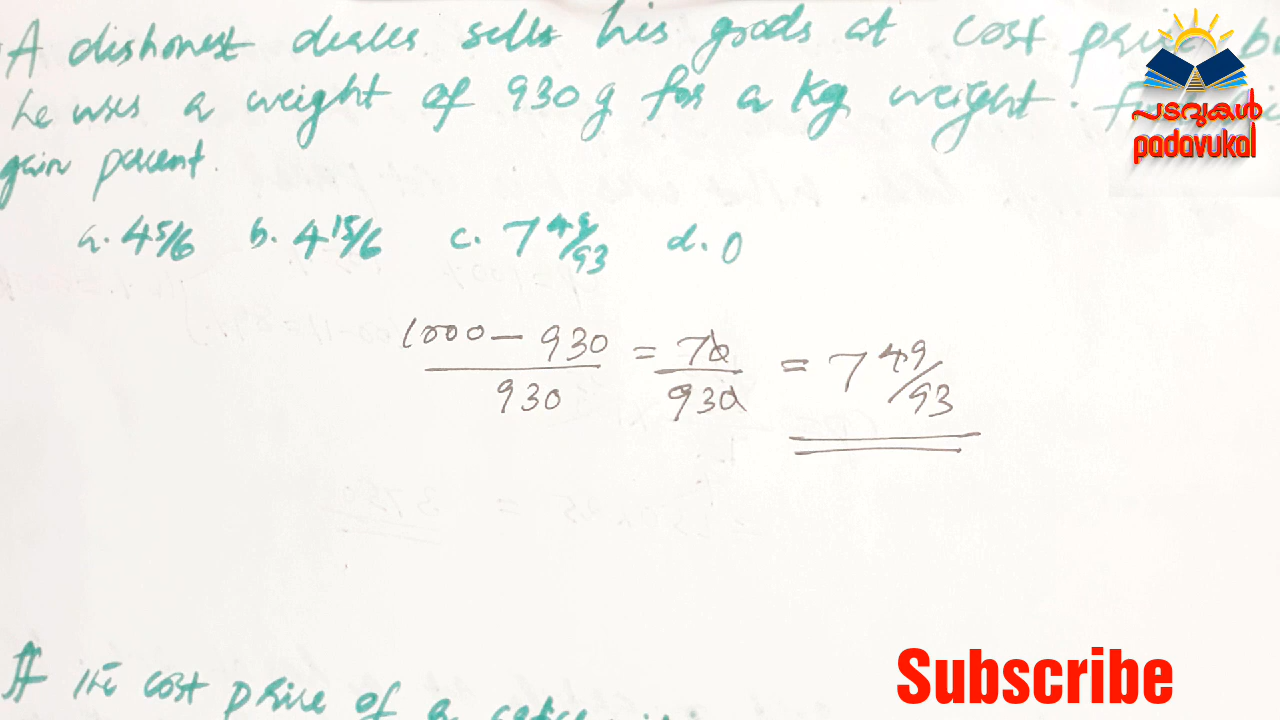 A dishonest dealer sells his goods at cost price
he uses a weight of 930g for a kg weight.
gain percent.
a. 4 5/6 b. 4 15/6 c. 7 49/93 d. 0
1000 - 930 / 930 = 70 / 930 = 7 49/93
If the cost price of a
പടവുകൾ
padavukal
Subscribe